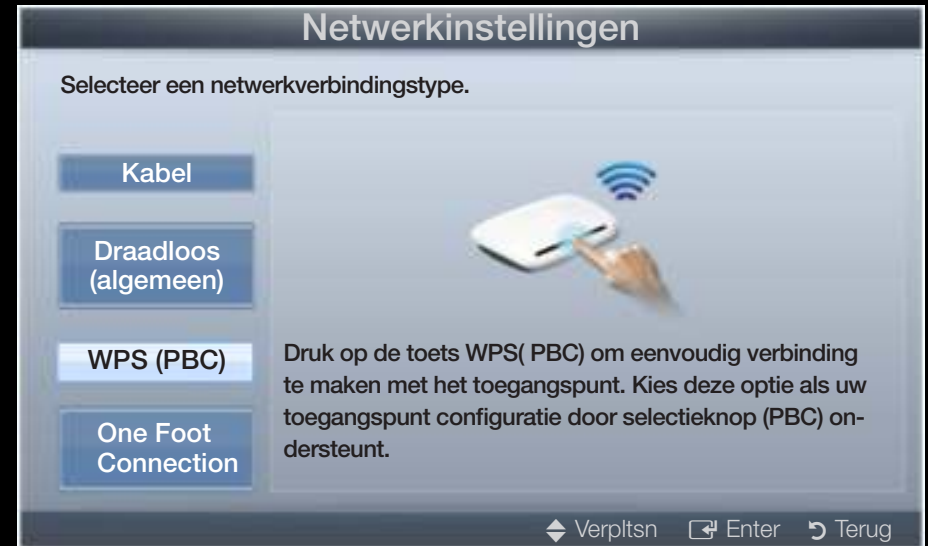 Netwerkinstellingen
Selecteer een netwerkverbindingstype.
Kabel
Draadloos
(algemeen)
WPS (PBC)
One Foot
Connection
Druk op de toets WPS( PBC) om eenvoudig verbinding
te maken met het toegangspunt. Kies deze optie als uw
toegangspunt configuratie door selectieknop (PBC) on-
dersteunt.
Verpltsn Enter Terug